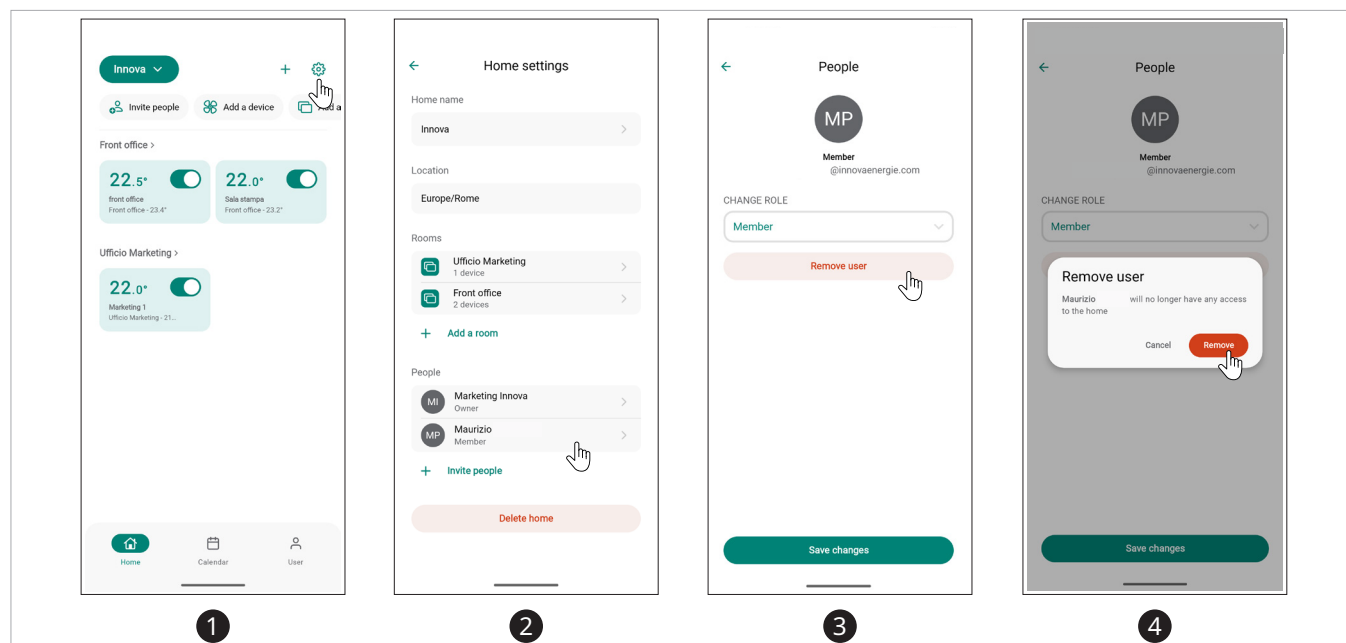 Innova
+
Invite people
Add a device
Add a
Front office >
22.5°
front office
Front office - 23.4°
22.0°
Sala stampa
Front office - 23.2°
Ufficio Marketing >
22.0°
Marketing 1
Ufficio Marketing - 21...
Home
Calendar
User
1
Home settings
Home name
Innova
Location
Europe/Rome
Rooms
Ufficio Marketing
1 device
Front office
2 devices
+ Add a room
People
MI
Marketing Innova
Owner
MP
Maurizio
Member
+ Invite people
Delete home
2
People
MP
Member
@innovaenergie.com
CHANGE ROLE
Member
Remove user
Save changes
3
People
MP
Member
@innovaenergie.com
CHANGE ROLE
Member
Remove user
Maurizio will no longer have any access
to the home
Cancel
Remove
Save changes
4